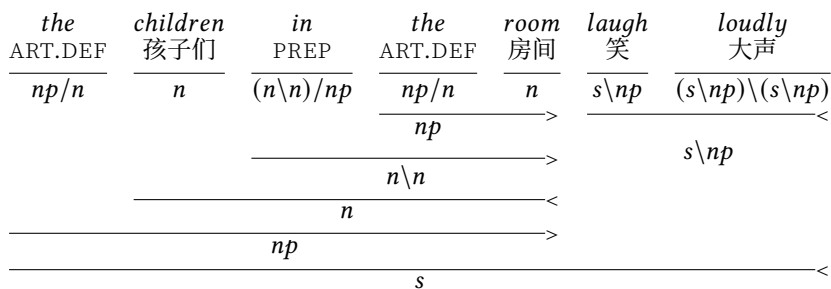 the children in the room laugh loudly
ART.DEF 孩子们 PREP ART.DEF 房间 笑 大声
np/n n (n\n)/np np/n n s\np (s\np)\(s\np)
> <
np
s\np
>
n\n
<
n
>
np
<
s